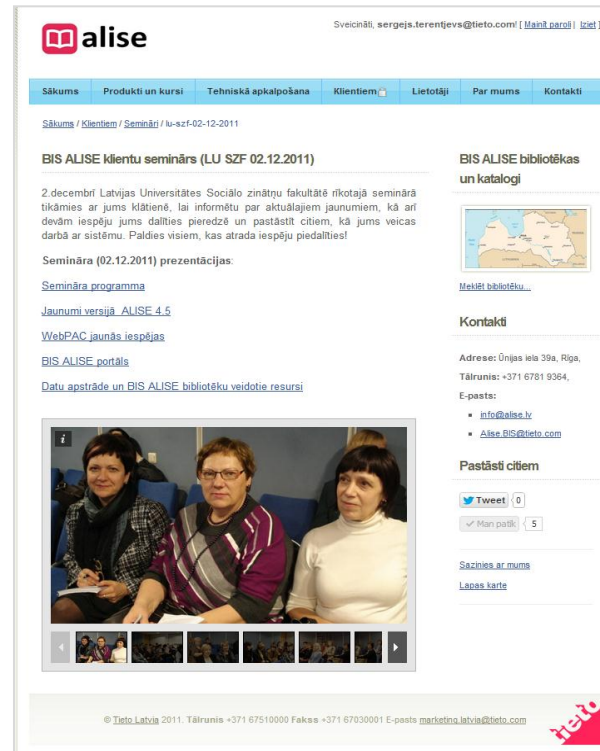 alise
Sveicināti, sergejs.terentjevs@tieto.com! [ Mainīt paroli | Iziet ]
Sākums Produkti un kursi Tehniskā apkalpošana Klientiem Lietotāji Par mums Kontakti
Sākums / Klientiem / Semināri / lu-szf-02-12-2011
BIS ALISE klientu seminārs (LU SZF 02.12.2011)
2.decembrī Latvijas Universitātes Sociālo zinātņu fakultātē rīkotajā seminārā
tikāmies ar jums klātienē, lai informētu par aktuālajiem jaunumiem, kā arī
devām iespēju jums dalīties pieredzē un pastāstīt citiem, kā jums veicas
darbā ar sistēmu. Paldies visiem, kas atrada iespēju piedalīties!
Semināra (02.12.2011) prezentācijas:
Semināra programma
Jaunumi versijā ALISE 4.5
WebPAC jaunās iespējas
BIS ALISE portāls
Datu apstrāde un BIS ALISE bibliotēku veidotie resursi
i
BIS ALISE bibliotēkas
un katalogi
Meklēt bibliotēku...
Kontakti
Adrese: Ūnijas iela 39a, Rīga,
Tālrunis: +371 6781 9364,
E-pasts:
info@alise.lv
Alise.BIS@tieto.com
Pastāsti citiem
Tweet 0
Man patīk 5
Sazinies ar mums
Lapas karte
© Tieto Latvia 2011. Tālrunis +371 67510000 Fakss +371 67030001 E-pasts marketing.latvia@tieto.com
tieto